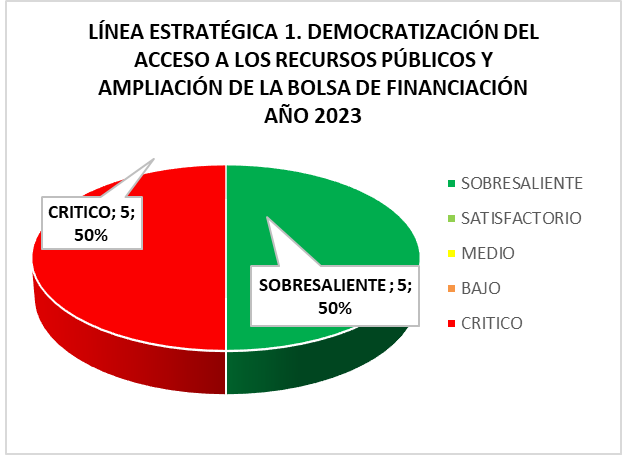 LÍNEA ESTRATÉGICA 1. DEMOCRATIZACIÓN DEL
ACCESO A LOS RECURSOS PÚBLICOS Y
AMPLIACIÓN DE LA BOLSA DE FINANCIACIÓN
AÑO 2023
CRITICO; 5;
50%
SOBRESALIENTE ; 5;
50%
SOBRESALIENTE
SATISFACTORIO
MEDIO
BAJO
CRITICO